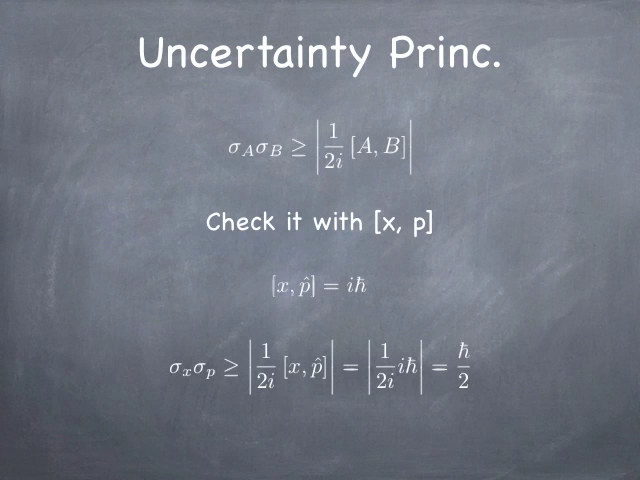 Uncertainty Princ.
σ_A σ_B ≥ |1/2i [A, B]|
Check it with [x, p]
[x, p̂] = iħ
σ_x σ_p ≥ |1/2i [x, p̂]| = |1/2i iħ| = ħ/2